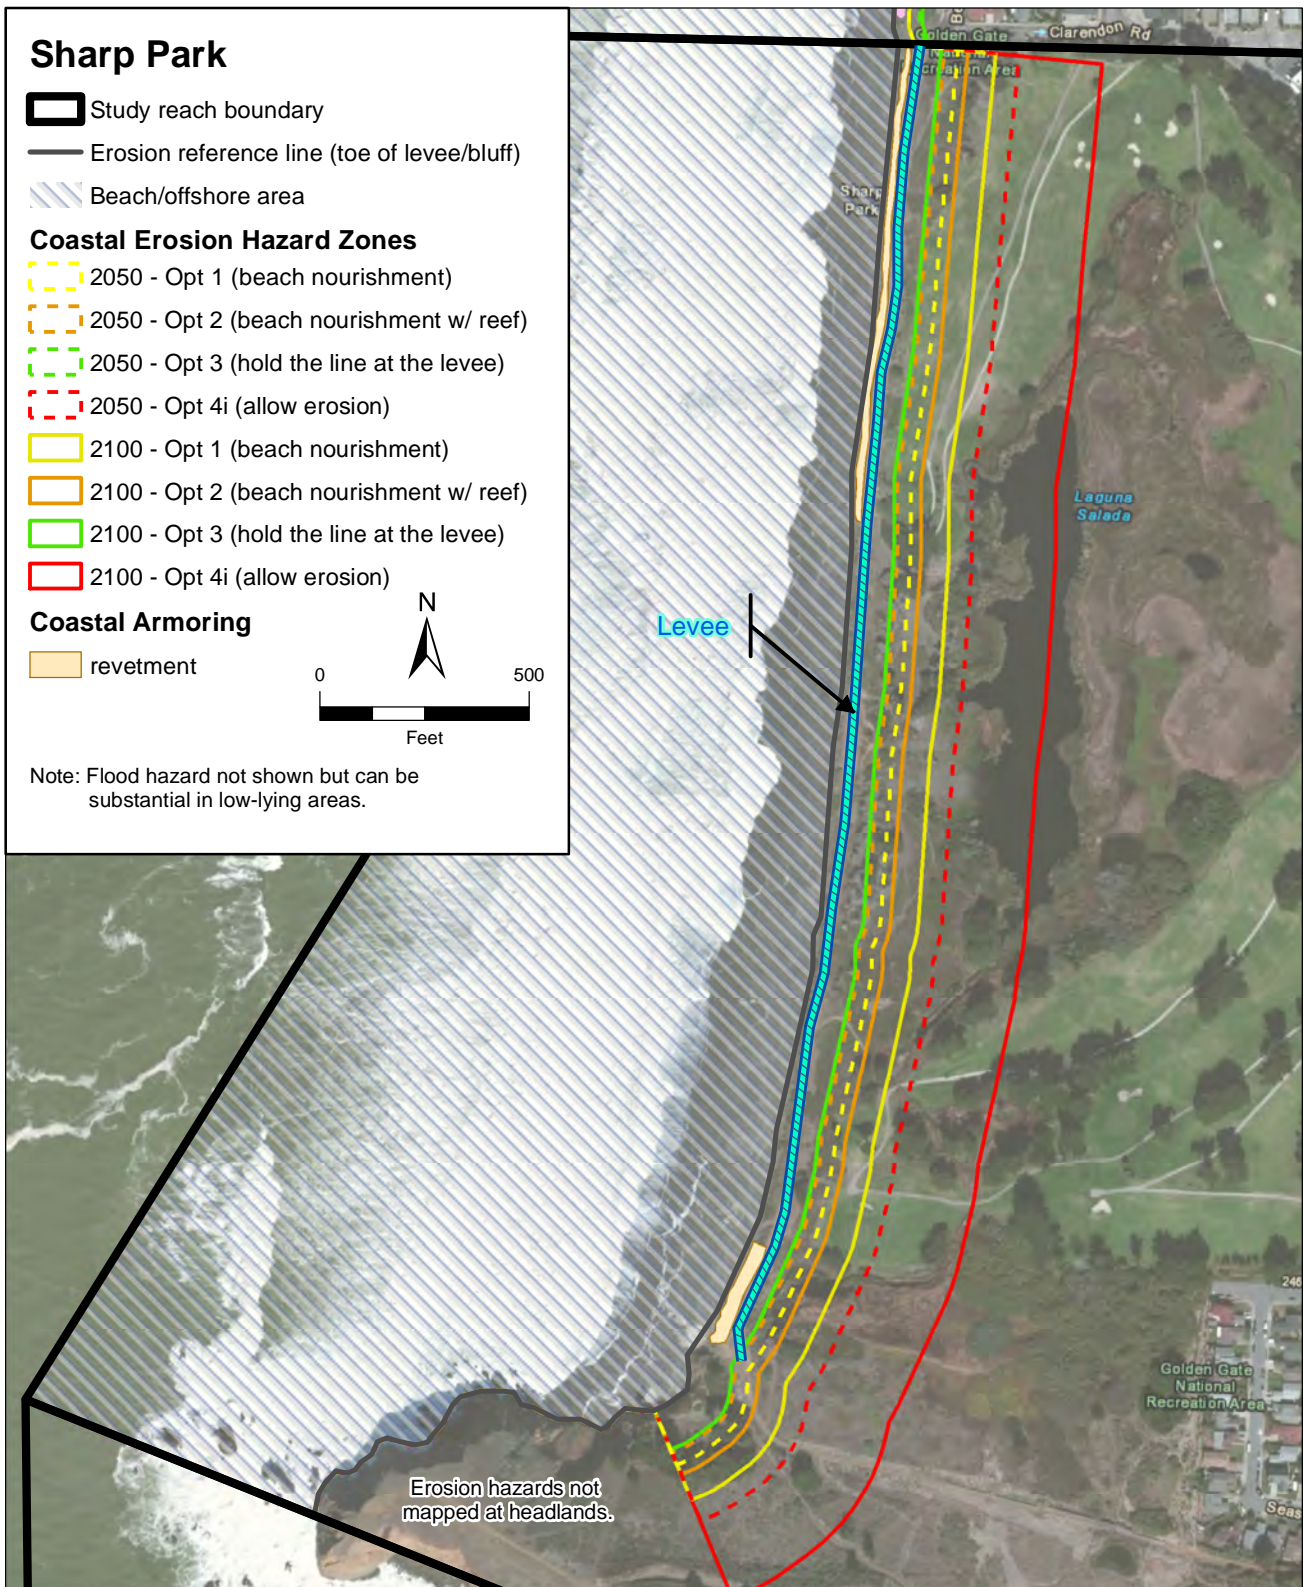 Sharp Park
Study reach boundary
Erosion reference line (toe of levee/bluff)
Beach/offshore area
Coastal Erosion Hazard Zones
2050 - Opt 1 (beach nourishment)
2050 - Opt 2 (beach nourishment w/ reef)
2050 - Opt 3 (hold the line at the levee)
2050 - Opt 4i (allow erosion)
2100 - Opt 1 (beach nourishment)
2100 - Opt 2 (beach nourishment w/ reef)
2100 - Opt 3 (hold the line at the levee)
2100 - Opt 4i (allow erosion)
Coastal Armoring
revetment
N
0 500
Feet
Note: Flood hazard not shown but can be
substantial in low-lying areas.
Clarendon Rd
Golden Gate
National
Recreation Area
Sharp
Park
Laguna
Salada
Levee
246
Golden Gate
National
Recreation Area
Seas
Erosion hazards not
mapped at headlands.